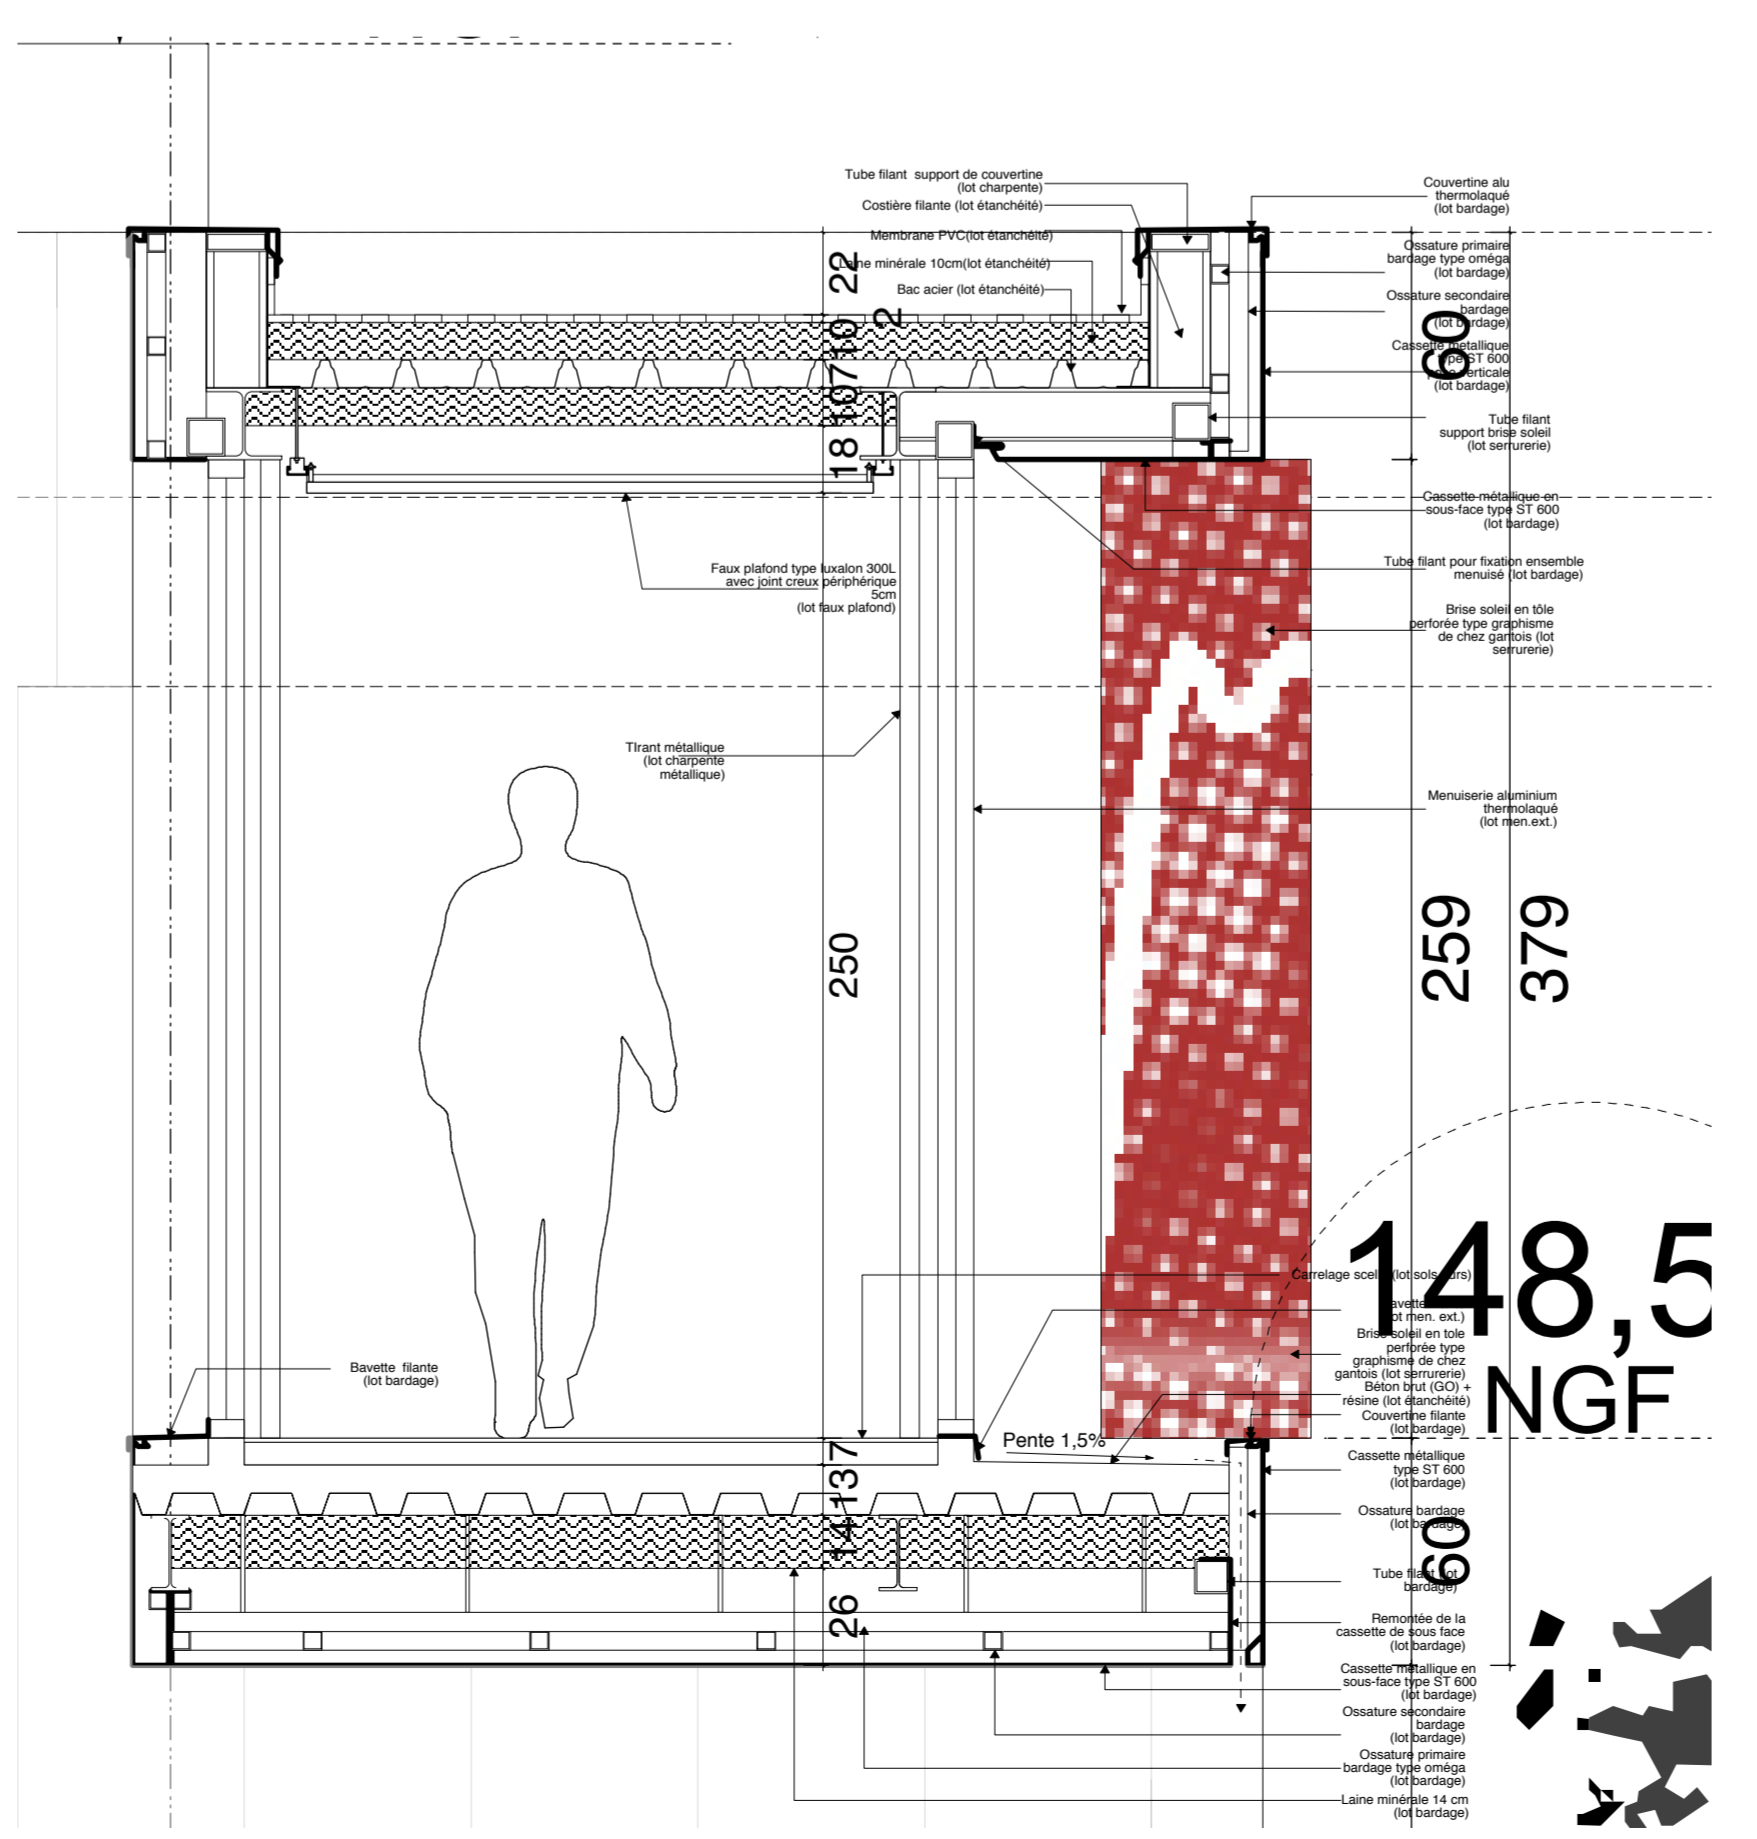 Tube filant support de couvertine
(lot charpente)
Costière filante (lot étanchéité)
Membrane PVC(lot étanchéité)
Laine minérale 10cm(lot étanchéité)
Bac acier (lot étanchéité)
22
2
10
7
10
18
Couvertine alu
thermolaqué
(lot bardage)
Ossature primaire
bardage type oméga
(lot bardage)
Ossature secondaire
bardage
(lot bardage)
60
Cassette métallique
type ST 600
pose verticale
(lot bardage)
Tube filant
support brise soleil
(lot serrurerie)
Cassette métallique en
sous-face type ST 600
(lot bardage)
Tube filant pour fixation ensemble
menuisé (lot bardage)
Brise soleil en tôle
perforée type graphisme
de chez gantois (lot
serrurerie)
Faux plafond type luxalon 300L
avec joint creux périphérique
5cm
(lot faux plafond)
TIrant métallique
(lot charpente
métallique)
Menuiserie aluminium
thermolaqué
(lot men.ext.)
250
259
379
148,5
NGF
Carrelage scellé (lot sols durs)
Bavette
(lot men. ext.)
Brise soleil en tole
perforée type
graphisme de chez
gantois (lot serrurerie)
Béton brut (GO) +
résine (lot étanchéité)
Couvertine filante
(lot bardage)
Bavette filante
(lot bardage)
Pente 1,5%
7
13
14
26
Cassette métallique
type ST 600
(lot bardage)
Ossature bardage
(lot bardage)
60
Tube filant (lot
bardage)
Remontée de la
cassette de sous face
(lot bardage)
Cassette métallique en
sous-face type ST 600
(lot bardage)
Ossature secondaire
bardage
(lot bardage)
Ossature primaire
bardage type oméga
(lot bardage)
Laine minérale 14 cm
(lot bardage)